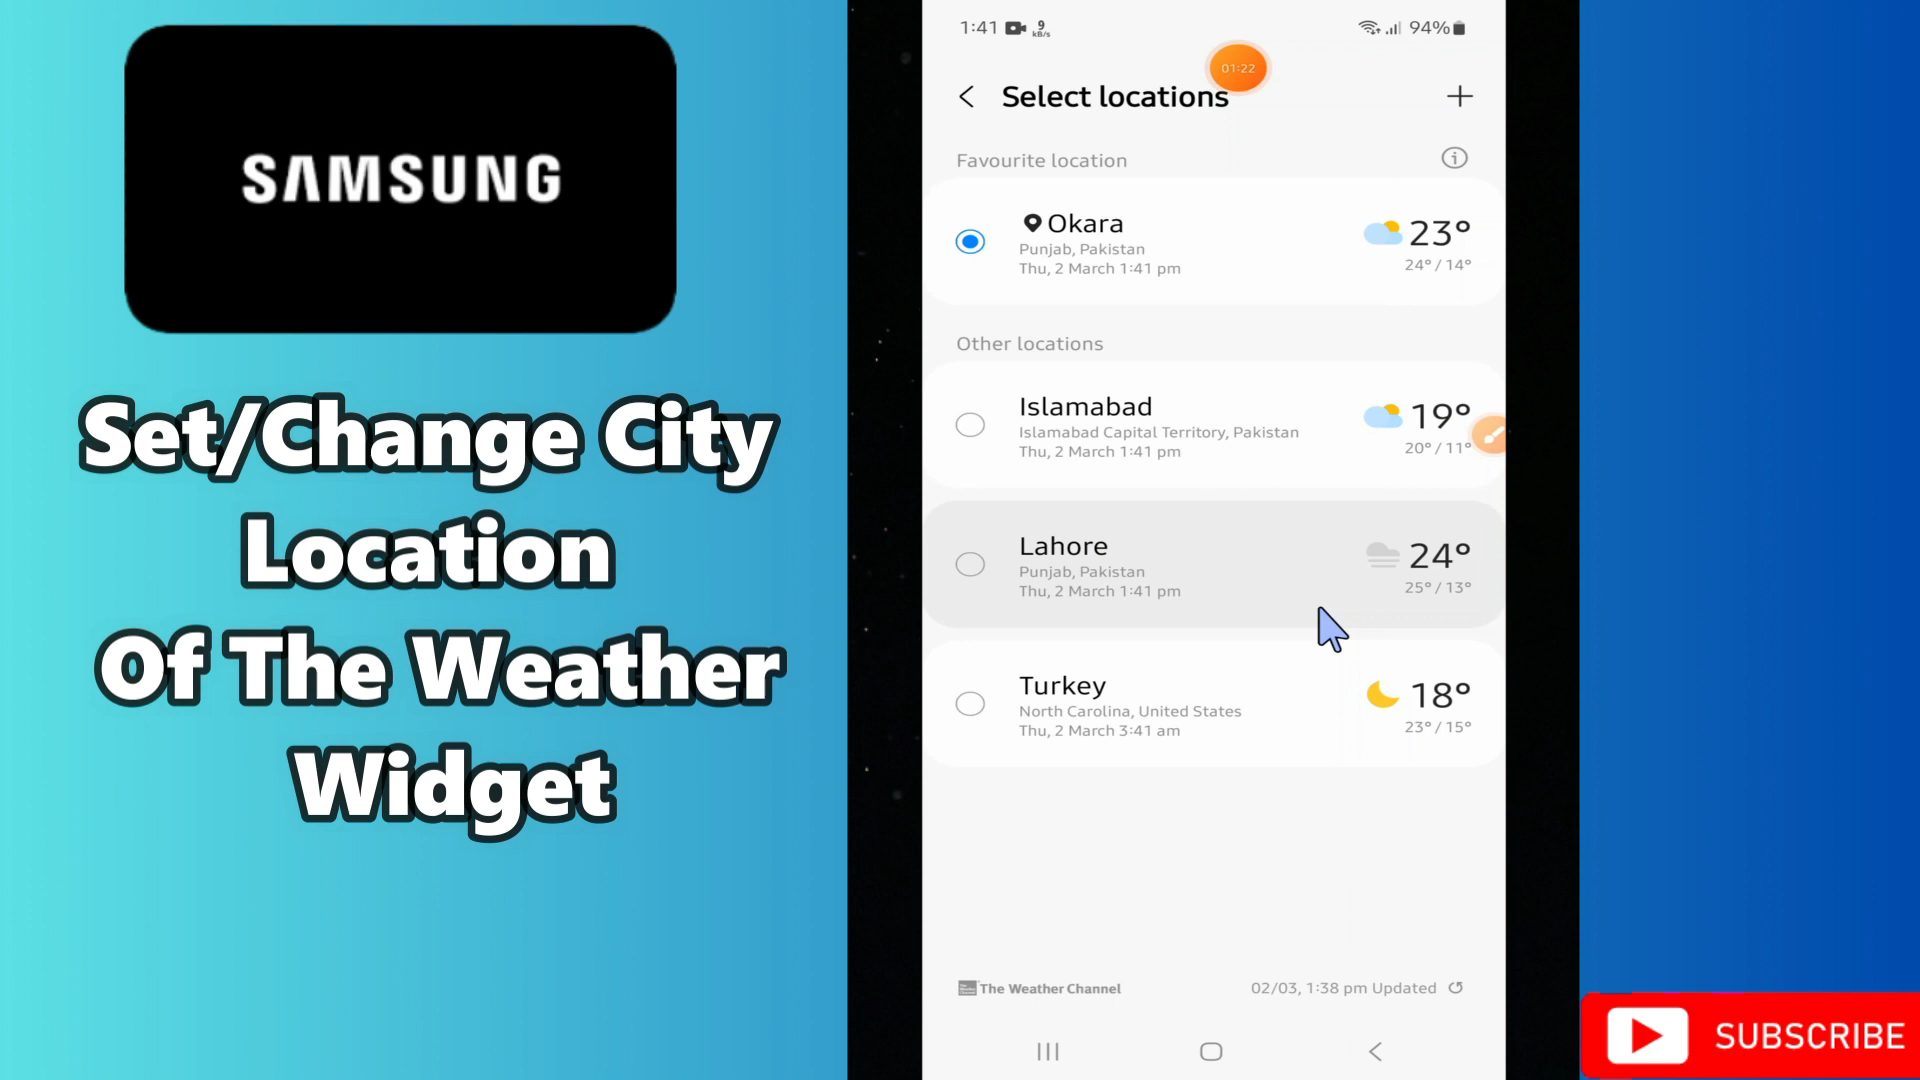 SAMSUNG
Set/Change City
Location
Of The Weather
Widget
1:41 9 kB/s 94%
01:22
Select locations
Favourite location
Okara 23°
Punjab, Pakistan
Thu, 2 March 1:41 pm 24° / 14°
Other locations
Islamabad 19°
Islamabad Capital Territory, Pakistan
Thu, 2 March 1:41 pm 20° / 11°
Lahore 24°
Punjab, Pakistan
Thu, 2 March 1:41 pm 25° / 13°
Turkey 18°
North Carolina, United States
Thu, 2 March 3:41 am 23° / 15°
The Weather Channel 02/03, 1:38 pm Updated
SUBSCRIBE